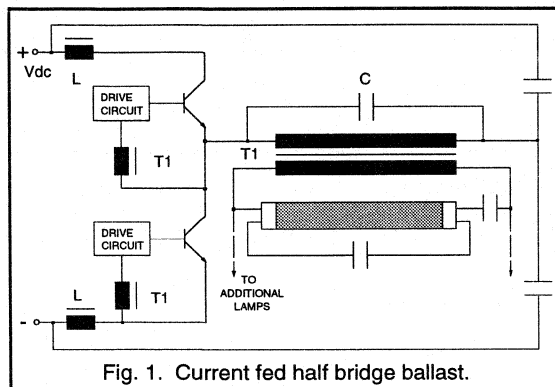 +
Vdc
L
C
DRIVE
CIRCUIT
T1
T1
DRIVE
CIRCUIT
T1
L
-
TO
ADDITIONAL
LAMPS
Fig. 1. Current fed half bridge ballast.